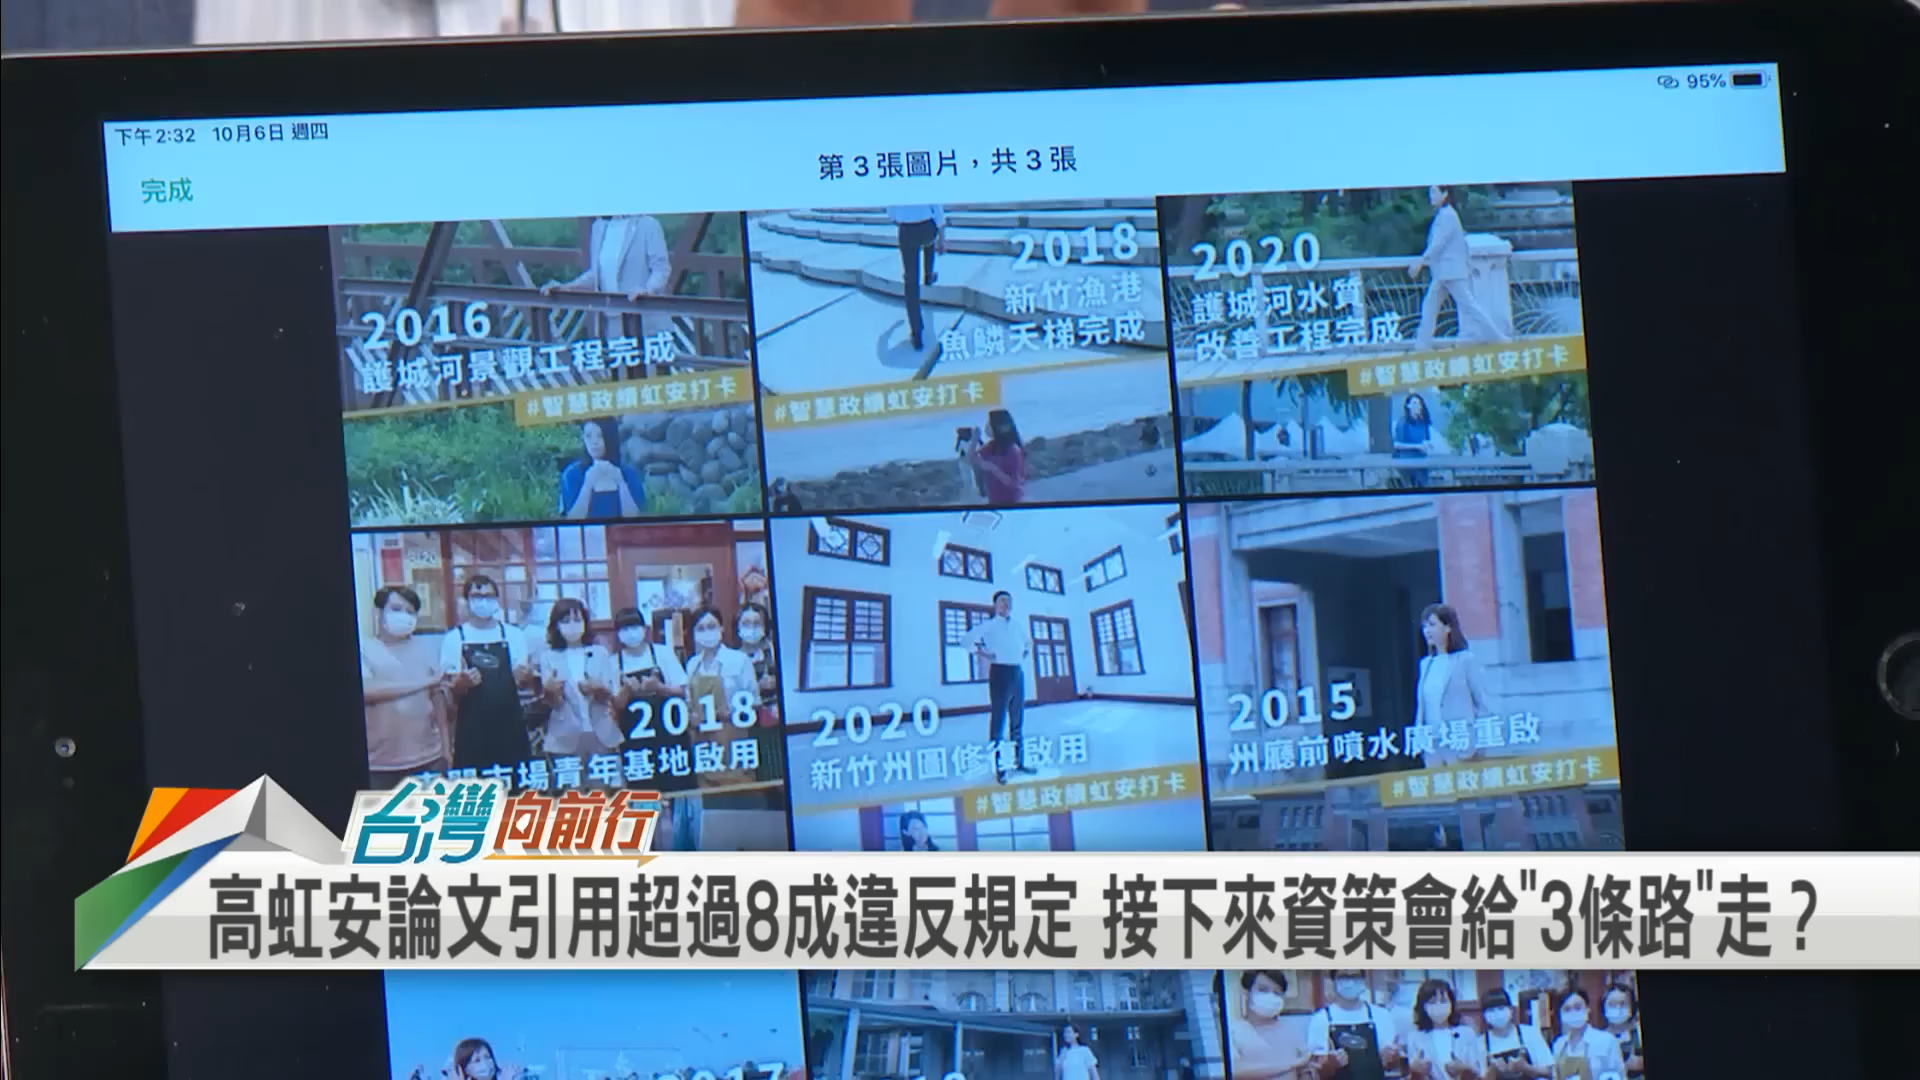 95%
下午2:32 10月6日 週四
第3張圖片，共3張
完成
2016
護城河景觀工程完成
#智慧政績虹安打卡
2018
新竹漁港
魚鱗天梯完成
#智慧政績虹安打卡
2020
護城河水質
改善工程完成
#智慧政績虹安打卡
2018
市場青年基地啟用
2020
新竹州圖修復啟用
#智慧政績虹安打卡
2015
州廳前噴水廣場重啟
#智慧政績虹安打卡
台灣向前行
高虹安論文引用超過8成違反規定 接下來資策會給"3條路"走？
2017